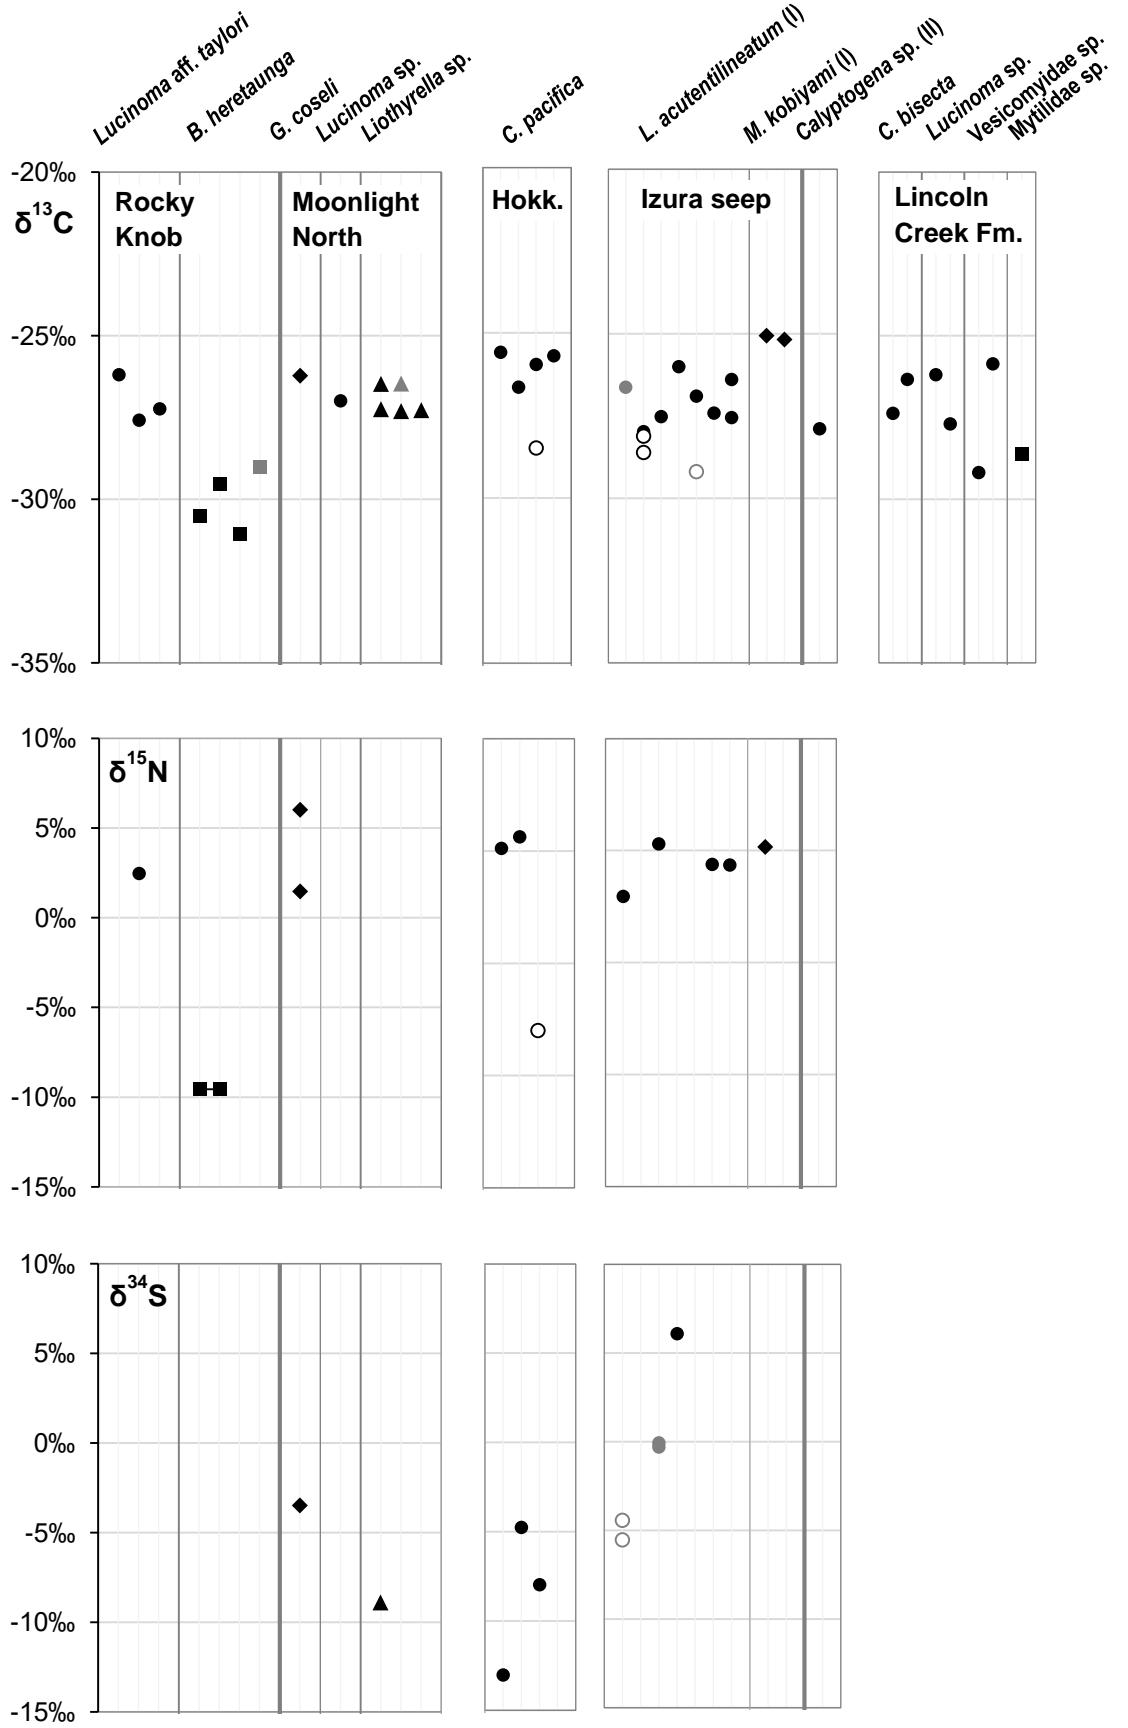 Lucinoma aff. taylori
B. heretaunga
G. coseli
Lucinoma sp.
Liothyrella sp.
C. pacifica
L. acutentilineatum (I)
M. kobiyami (I)
Calyptogena sp. (II)
C. bisecta
Lucinoma sp.
Vesicomyidae sp.
Mytilidae sp.
-20‰
δ13C
Rocky
Knob
Moonlight
North
Hokk.
Izura seep
Lincoln
Creek Fm.
-25‰
-30‰
-35‰
10‰
δ15N
5‰
0‰
-5‰
-10‰
-15‰
10‰
δ34S
5‰
0‰
-5‰
-10‰
-15‰